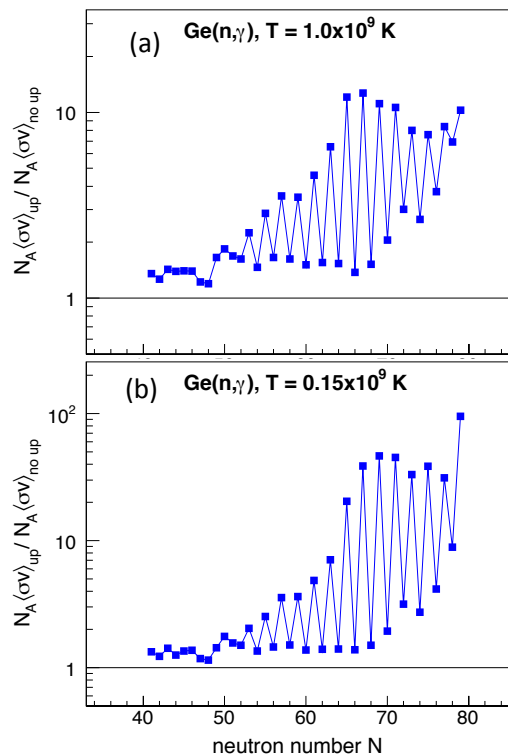 (a) Ge(n,γ), T = 1.0x10⁹ K
N_A⟨σv⟩_up / N_A⟨σv⟩_no up
10
1
(b) Ge(n,γ), T = 0.15x10⁹ K
N_A⟨σv⟩_up / N_A⟨σv⟩_no up
10²
10
1
40 50 60 70 80
neutron number N